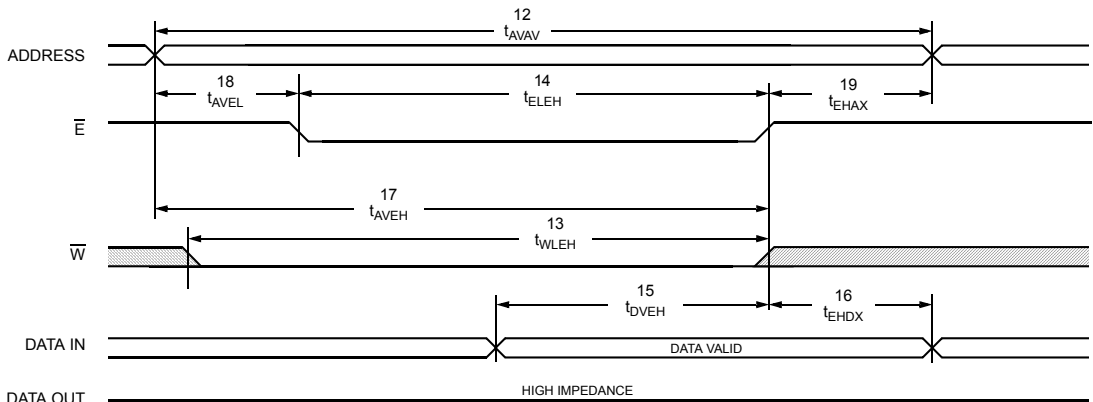 12
tAVAV
ADDRESS
18
tAVEL
14
tELEH
19
tEHAX
E
17
tAVEH
13
tWLEH
W
15
tDVEH
16
tEHDX
DATA IN
DATA VALID
HIGH IMPEDANCE
DATA OUT